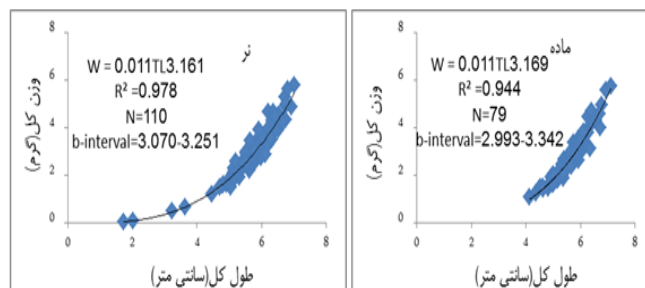 نر
W = 0.011TL3.161
R² =0.978
N=110
b-interval=3.070-3.251
وزن کل(گرم)
8
6
4
2
0
0 2 4 6 8
طول کل(سانتی متر)
ماده
W = 0.011TL3.169
R² =0.944
N=79
b-interval=2.993-3.342
وزن کل(گرم)
8
6
4
2
0
0 2 4 6 8
طول کل(سانتی متر)